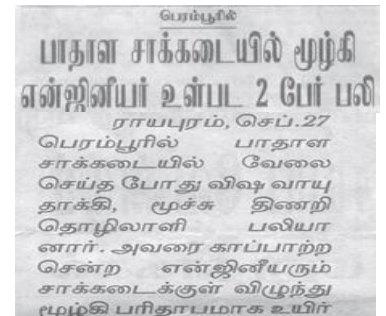 பெரம்பூரில்
பாதாள சாக்கடையில் மூழ்கி
என்ஜினீயர் உள்பட 2 பேர் பலி
ராயபுரம், செப்.27
பெரம்பூரில் பாதாள
சாக்கடையில் வேலை
செய்த போது விஷ வாயு
தாக்கி, மூச்சு திணறி
தொழிலாளி பலியா
னார். அவரை காப்பாற்ற
சென்ற என்ஜினீயரும்
சாக்கடைக்குள் விழுந்து
மூழ்கி பரிதாபமாக உயிர்